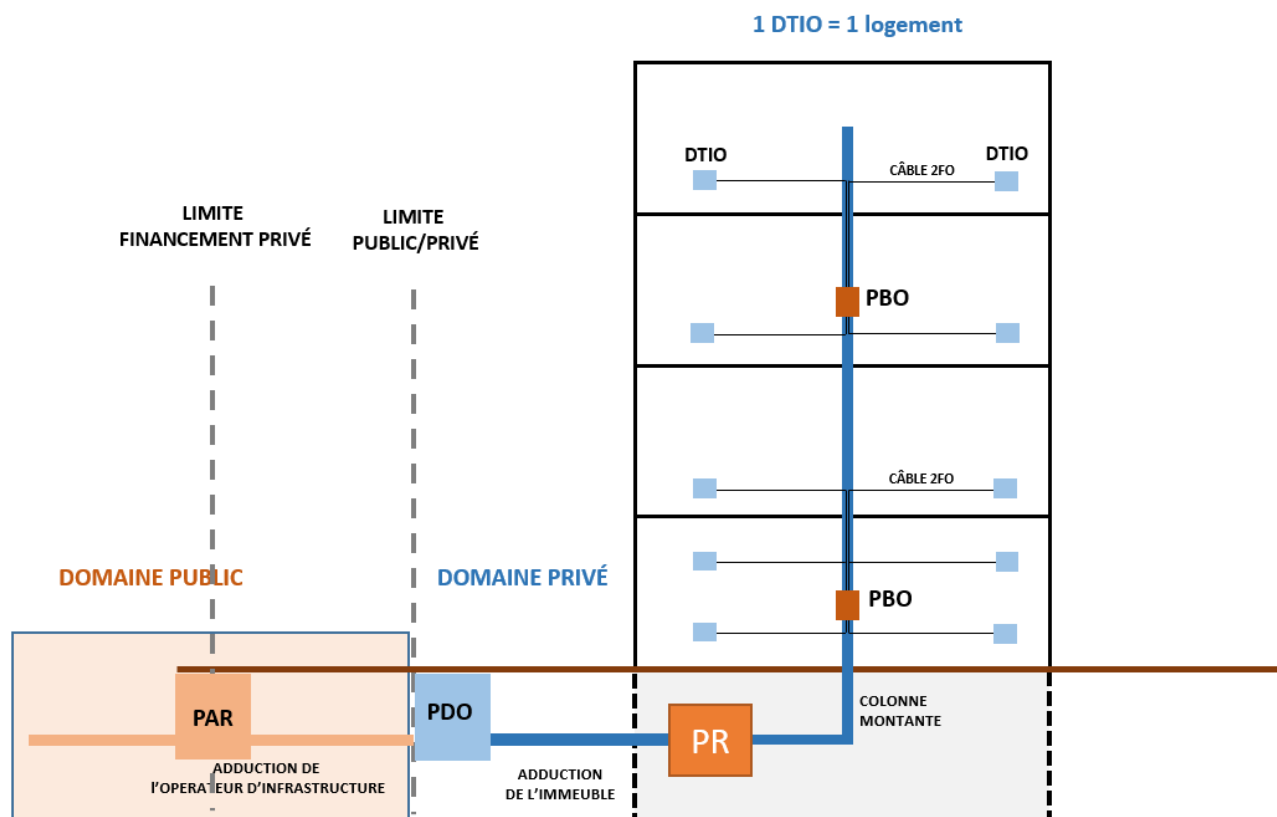 1 DTIO = 1 logement
DTIO
DTIO
CÂBLE 2FO
LIMITE
FINANCEMENT PRIVÉ
LIMITE
PUBLIC/PRIVÉ
PBO
CÂBLE 2FO
DOMAINE PUBLIC
DOMAINE PRIVÉ
PBO
PAR
PDO
PR
COLONNE
MONTANTE
ADDUCTION DE
l'OPERATEUR D'INFRASTRUCTURE
ADDUCTION
DE L'IMMEUBLE